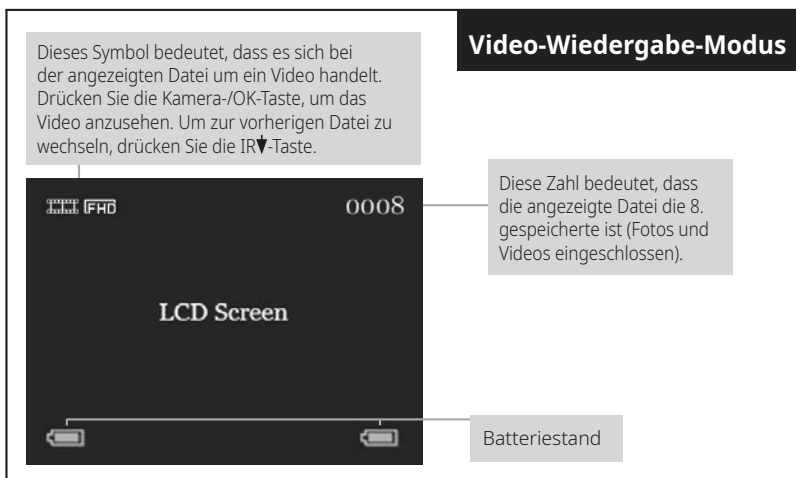 Video-Wiedergabe-Modus
Dieses Symbol bedeutet, dass es sich bei
der angezeigten Datei um ein Video handelt.
Drücken Sie die Kamera-/OK-Taste, um das
Video anzusehen. Um zur vorherigen Datei zu
wechseln, drücken Sie die IR▼-Taste.
FHD
0008
Diese Zahl bedeutet, dass
die angezeigte Datei die 8.
gespeicherte ist (Fotos und
Videos eingeschlossen).
LCD Screen
Batteriestand